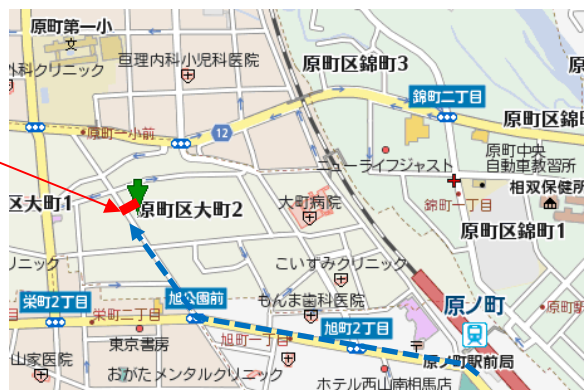 原町第一小
亘理内科小児科医院
原町区錦町3
外科クリニック
錦町二丁目
原町区錦
原町一小前
12
ニューライフジャスト
原町中央
自動車教習所
相双保健所
区大町1
原町区大町2
大町病院
錦町一丁目
原町区錦町1
ニック
こいずみクリニック
栄町2丁目
旭公園前
もんま歯科医院
原ノ町
栄町二丁目
旭町2丁目
原町駅
東京書房
旭町一丁目
山家医院
おがたメンタルクリニック
原ノ町駅前局
ホテル西山南相馬店